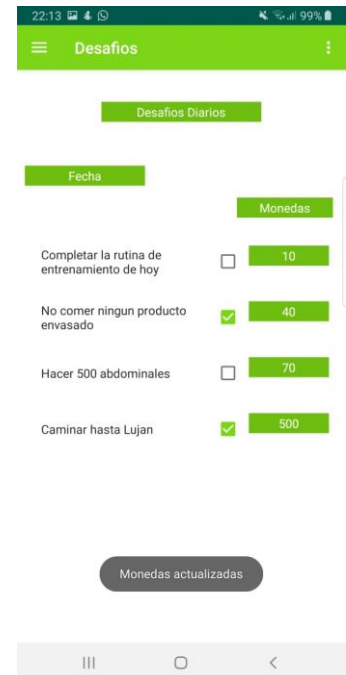 22:13 99%
Desafios
Desafios Diarios
Fecha
Monedas
Completar la rutina de
entrenamiento de hoy
10
No comer ningun producto
envasado
40
Hacer 500 abdominales
70
Caminar hasta Lujan
500
Monedas actualizadas